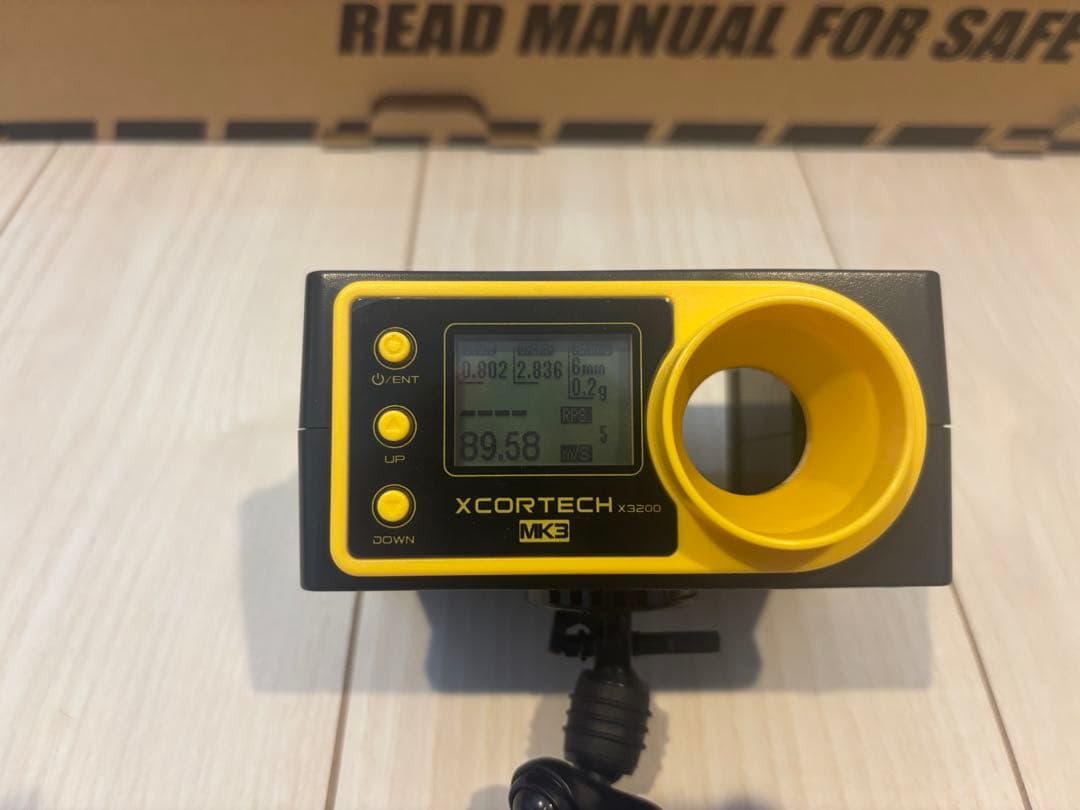 READ MANUAL FOR SAFE
0.802 2.836 6mm
0.2g
---- RPS
5
89.58 m/s
⏻/ENT
UP
DOWN
XCORTECH X3200
MK3